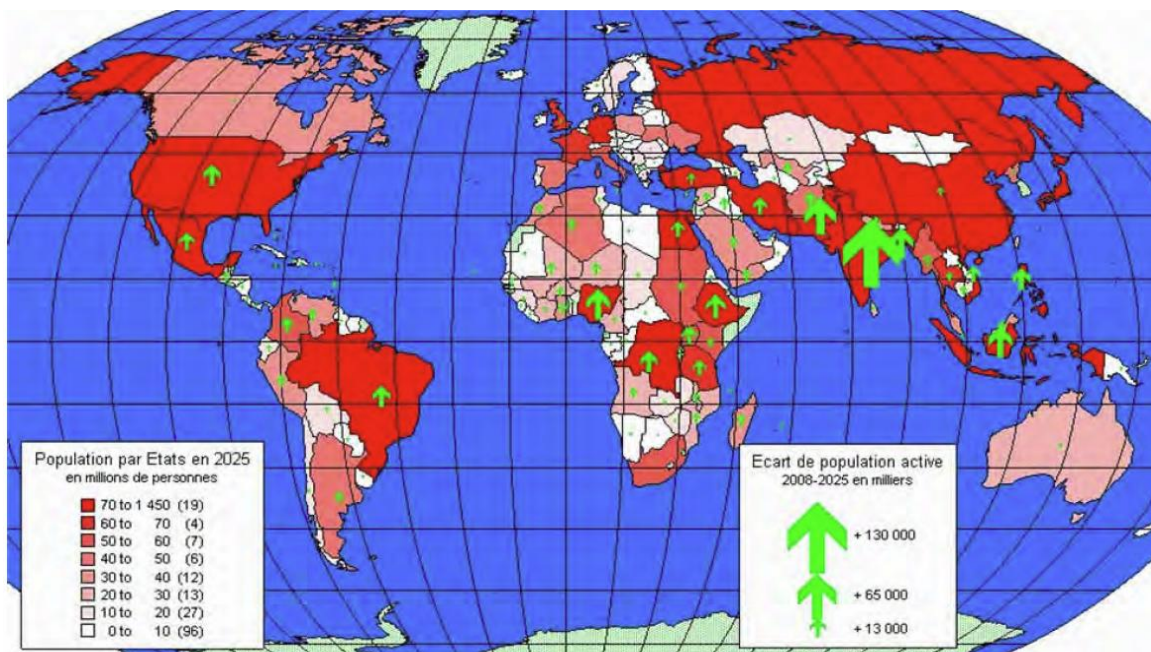 Population par Etats en 2025
en millions de personnes
70 to 1 450 (19)
60 to 70 (4)
50 to 60 (7)
40 to 50 (6)
30 to 40 (12)
20 to 30 (13)
10 to 20 (27)
0 to 10 (96)
Ecart de population active
2008-2025 en milliers
+ 130 000
+ 65 000
+ 13 000